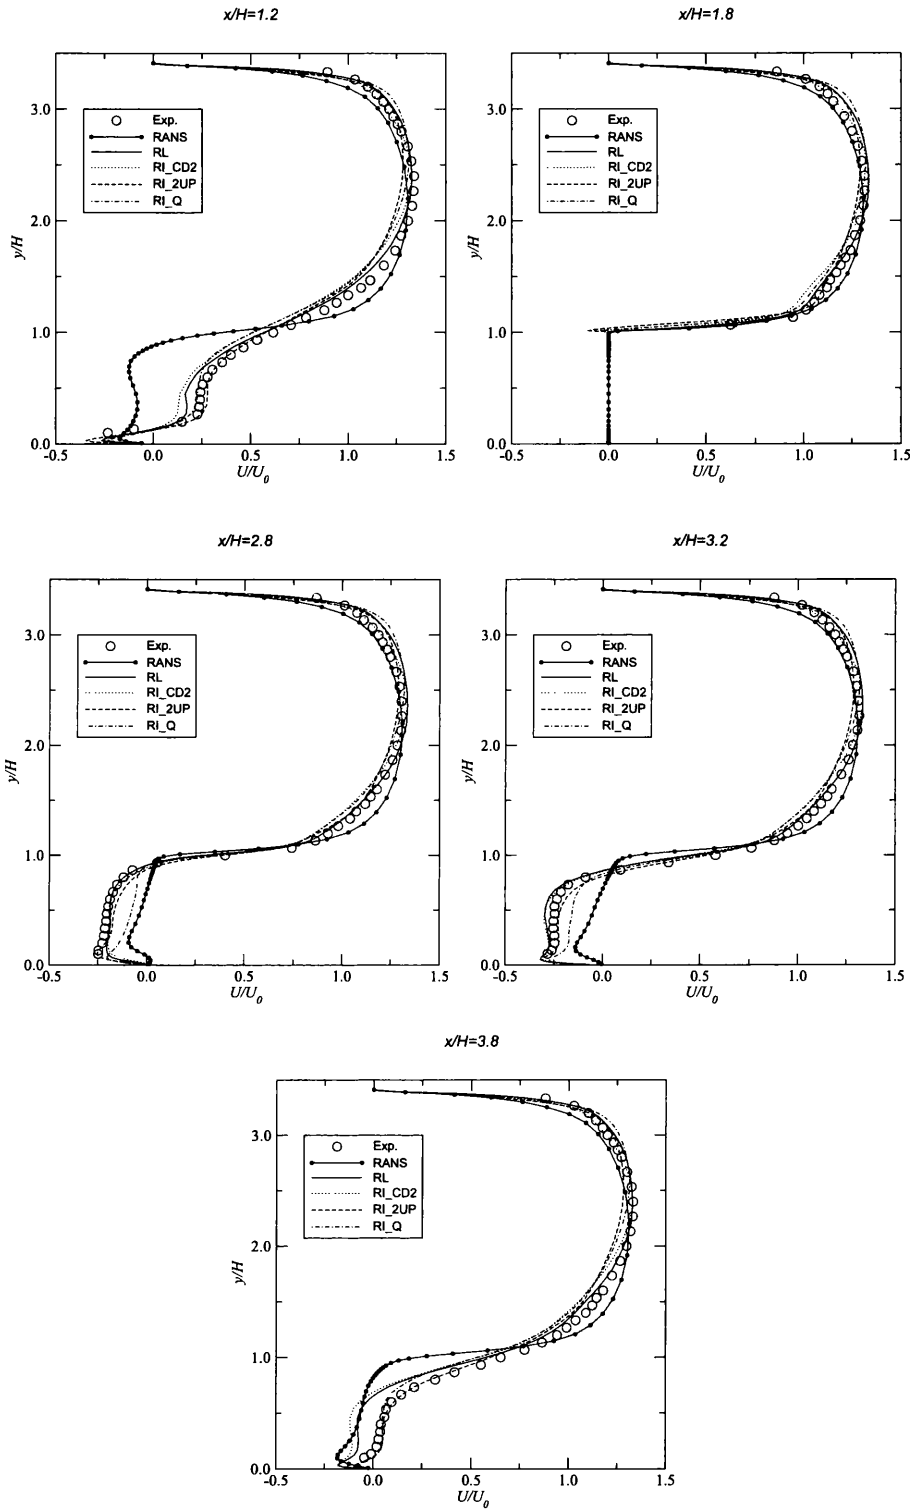 x/H=1.2
3.0
2.0
1.0
0.0
y/H
Exp.
RANS
RL
RI_CD2
RI_2UP
RI_Q
-0.5 0.0 0.5 1.0 1.5
U/U0
x/H=1.8
3.0
2.0
1.0
0.0
y/H
Exp.
RANS
RL
RI_CD2
RI_2UP
RI_Q
-0.5 0.0 0.5 1.0 1.5
U/U0
x/H=2.8
3.0
2.0
1.0
0.0
y/H
Exp.
RANS
RL
RI_CD2
RI_2UP
RI_Q
-0.5 0.0 0.5 1.0 1.5
U/U0
x/H=3.2
3.0
2.0
1.0
0.0
y/H
Exp.
RANS
RL
RI_CD2
RI_2UP
RI_Q
-0.5 0.0 0.5 1.0 1.5
U/U0
x/H=3.8
3.0
2.0
1.0
0.0
y/H
Exp.
RANS
RL
RI_CD2
RI_2UP
RI_Q
-0.5 0.0 0.5 1.0 1.5
U/U0